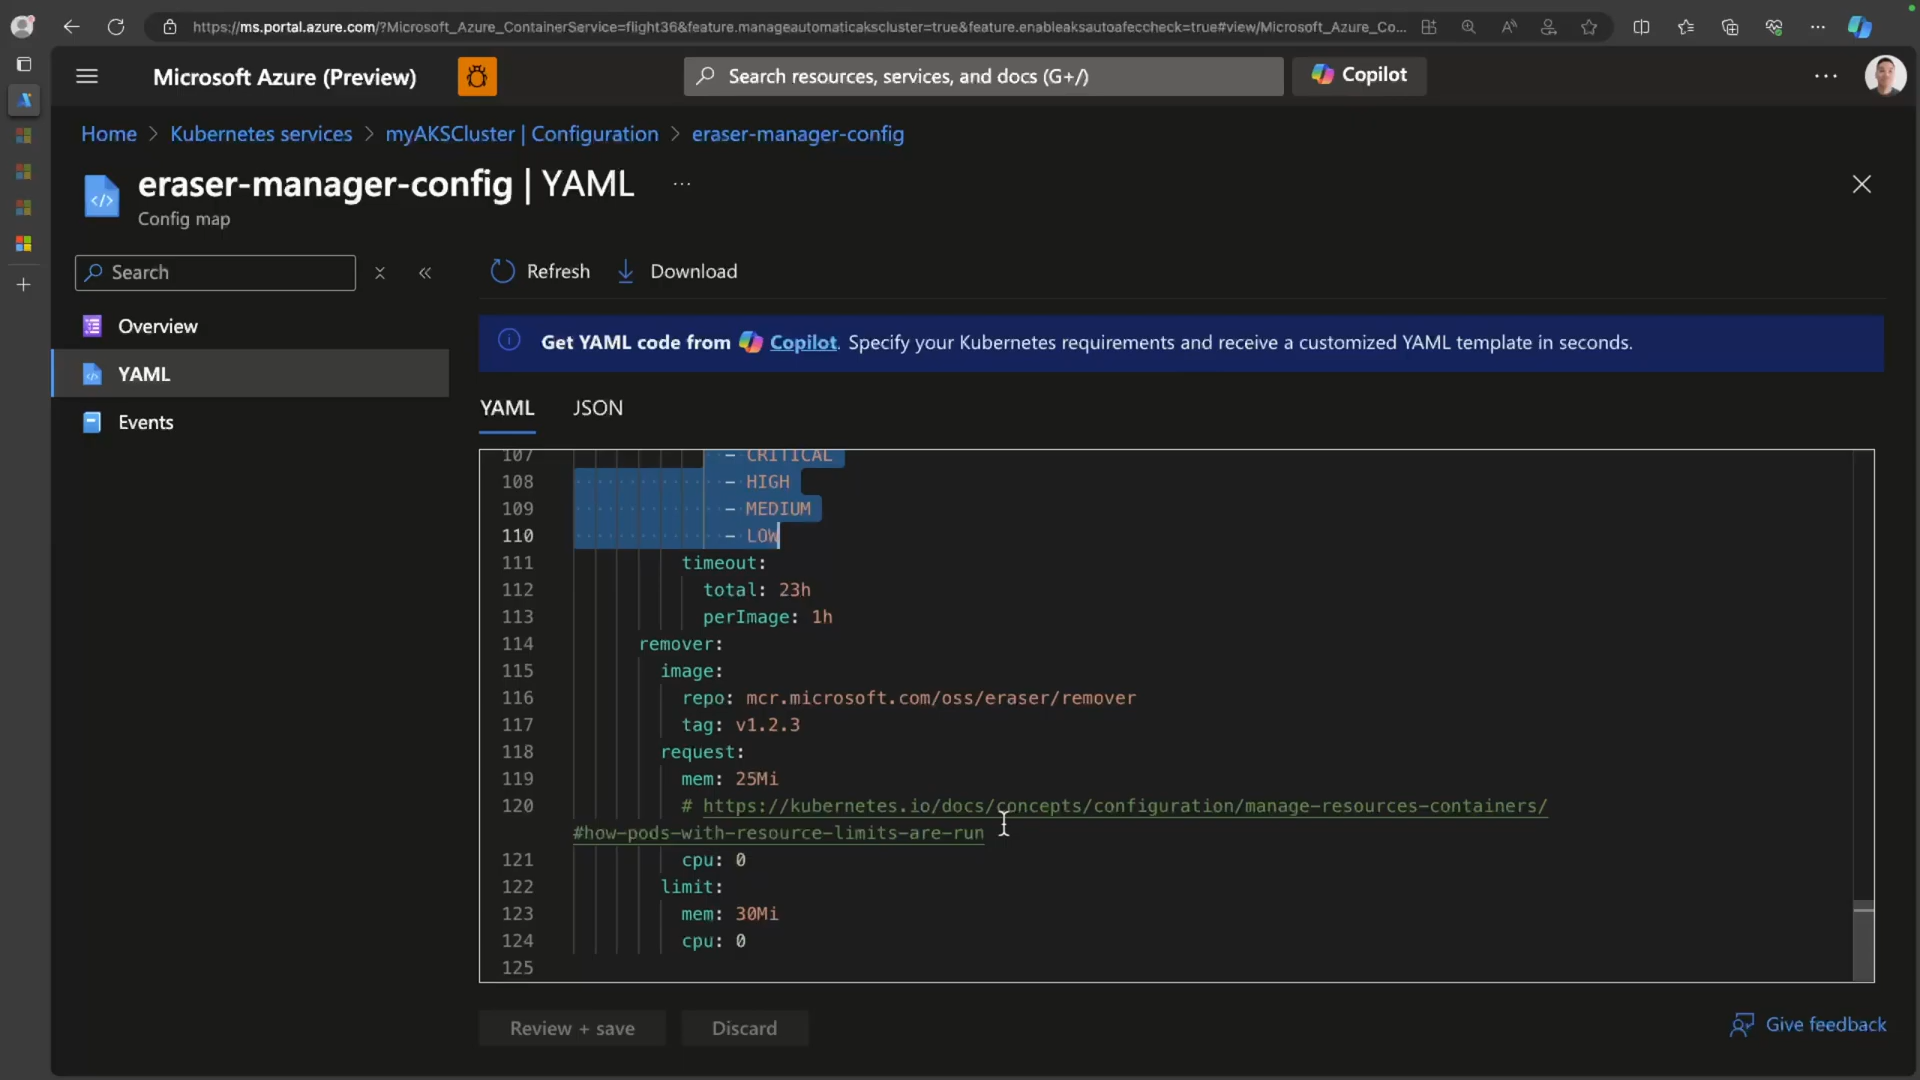 https://ms.portal.azure.com/?Microsoft_Azure_ContainerService=flight36&feature.manageautomaticakscluster=true&feature.enableaksautoafeccheck=true#view/Microsoft_Azure_Co...
Microsoft Azure (Preview)
Search resources, services, and docs (G+/)
Copilot
Home > Kubernetes services > myAKSCluster | Configuration > eraser-manager-config
eraser-manager-config | YAML
Config map
Search
Refresh
Download
Overview
YAML
Events
Get YAML code from Copilot. Specify your Kubernetes requirements and receive a customized YAML template in seconds.
YAML JSON
107 - CRITICAL
108 - HIGH
109 - MEDIUM
110 - LOW
111 timeout:
112 total: 23h
113 perImage: 1h
114 remover:
115 image:
116 repo: mcr.microsoft.com/oss/eraser/remover
117 tag: v1.2.3
118 request:
119 mem: 25Mi
120 # https://kubernetes.io/docs/concepts/configuration/manage-resources-containers/
#how-pods-with-resource-limits-are-run
121 cpu: 0
122 limit:
123 mem: 30Mi
124 cpu: 0
125
Review + save
Discard
Give feedback